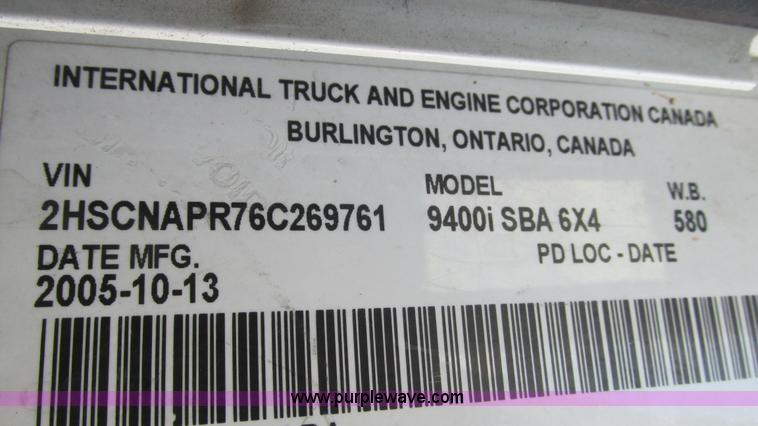 INTERNATIONAL TRUCK AND ENGINE CORPORATION CANADA
BURLINGTON, ONTARIO, CANADA
VIN MODEL W.B.
2HSCNAPR76C269761 9400i SBA 6X4 580
DATE MFG. PD LOC - DATE
2005-10-13
www.purplewave.com